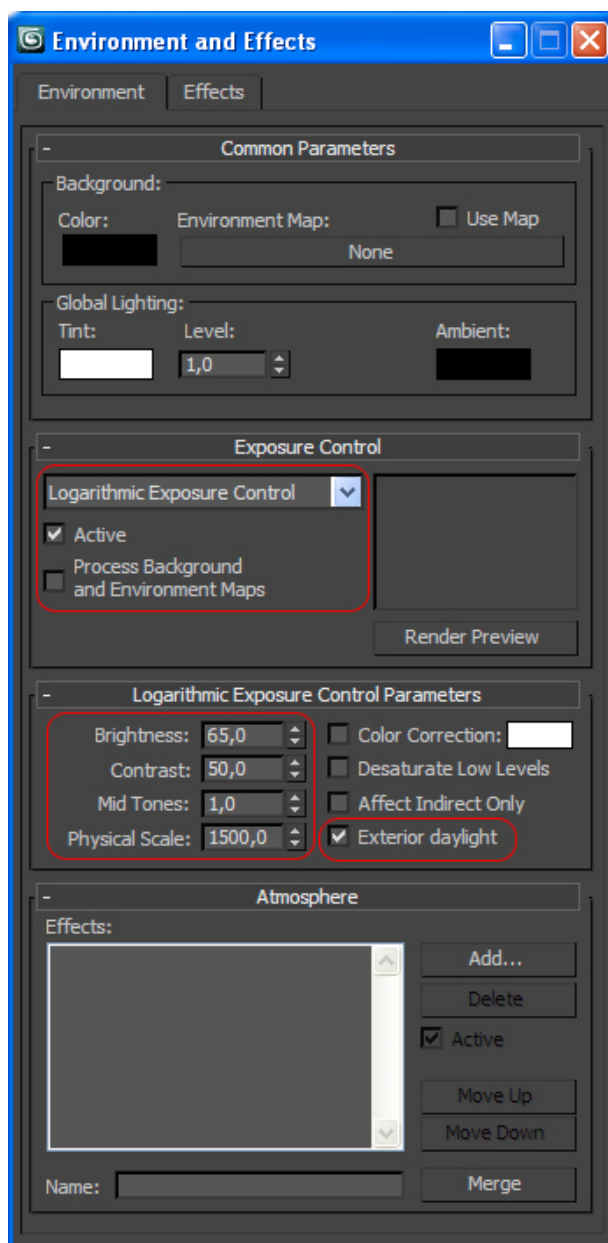 Environment and Effects
Environment Effects
- Common Parameters
Background:
Color: Environment Map: Use Map
None
Global Lighting:
Tint: Level: Ambient:
1,0
- Exposure Control
Logarithmic Exposure Control
Active
Process Background
and Environment Maps
Render Preview
- Logarithmic Exposure Control Parameters
Brightness: 65,0 Color Correction:
Contrast: 50,0 Desaturate Low Levels
Mid Tones: 1,0 Affect Indirect Only
Physical Scale: 1500,0 Exterior daylight
- Atmosphere
Effects:
Add...
Delete
Active
Move Up
Move Down
Name: Merge